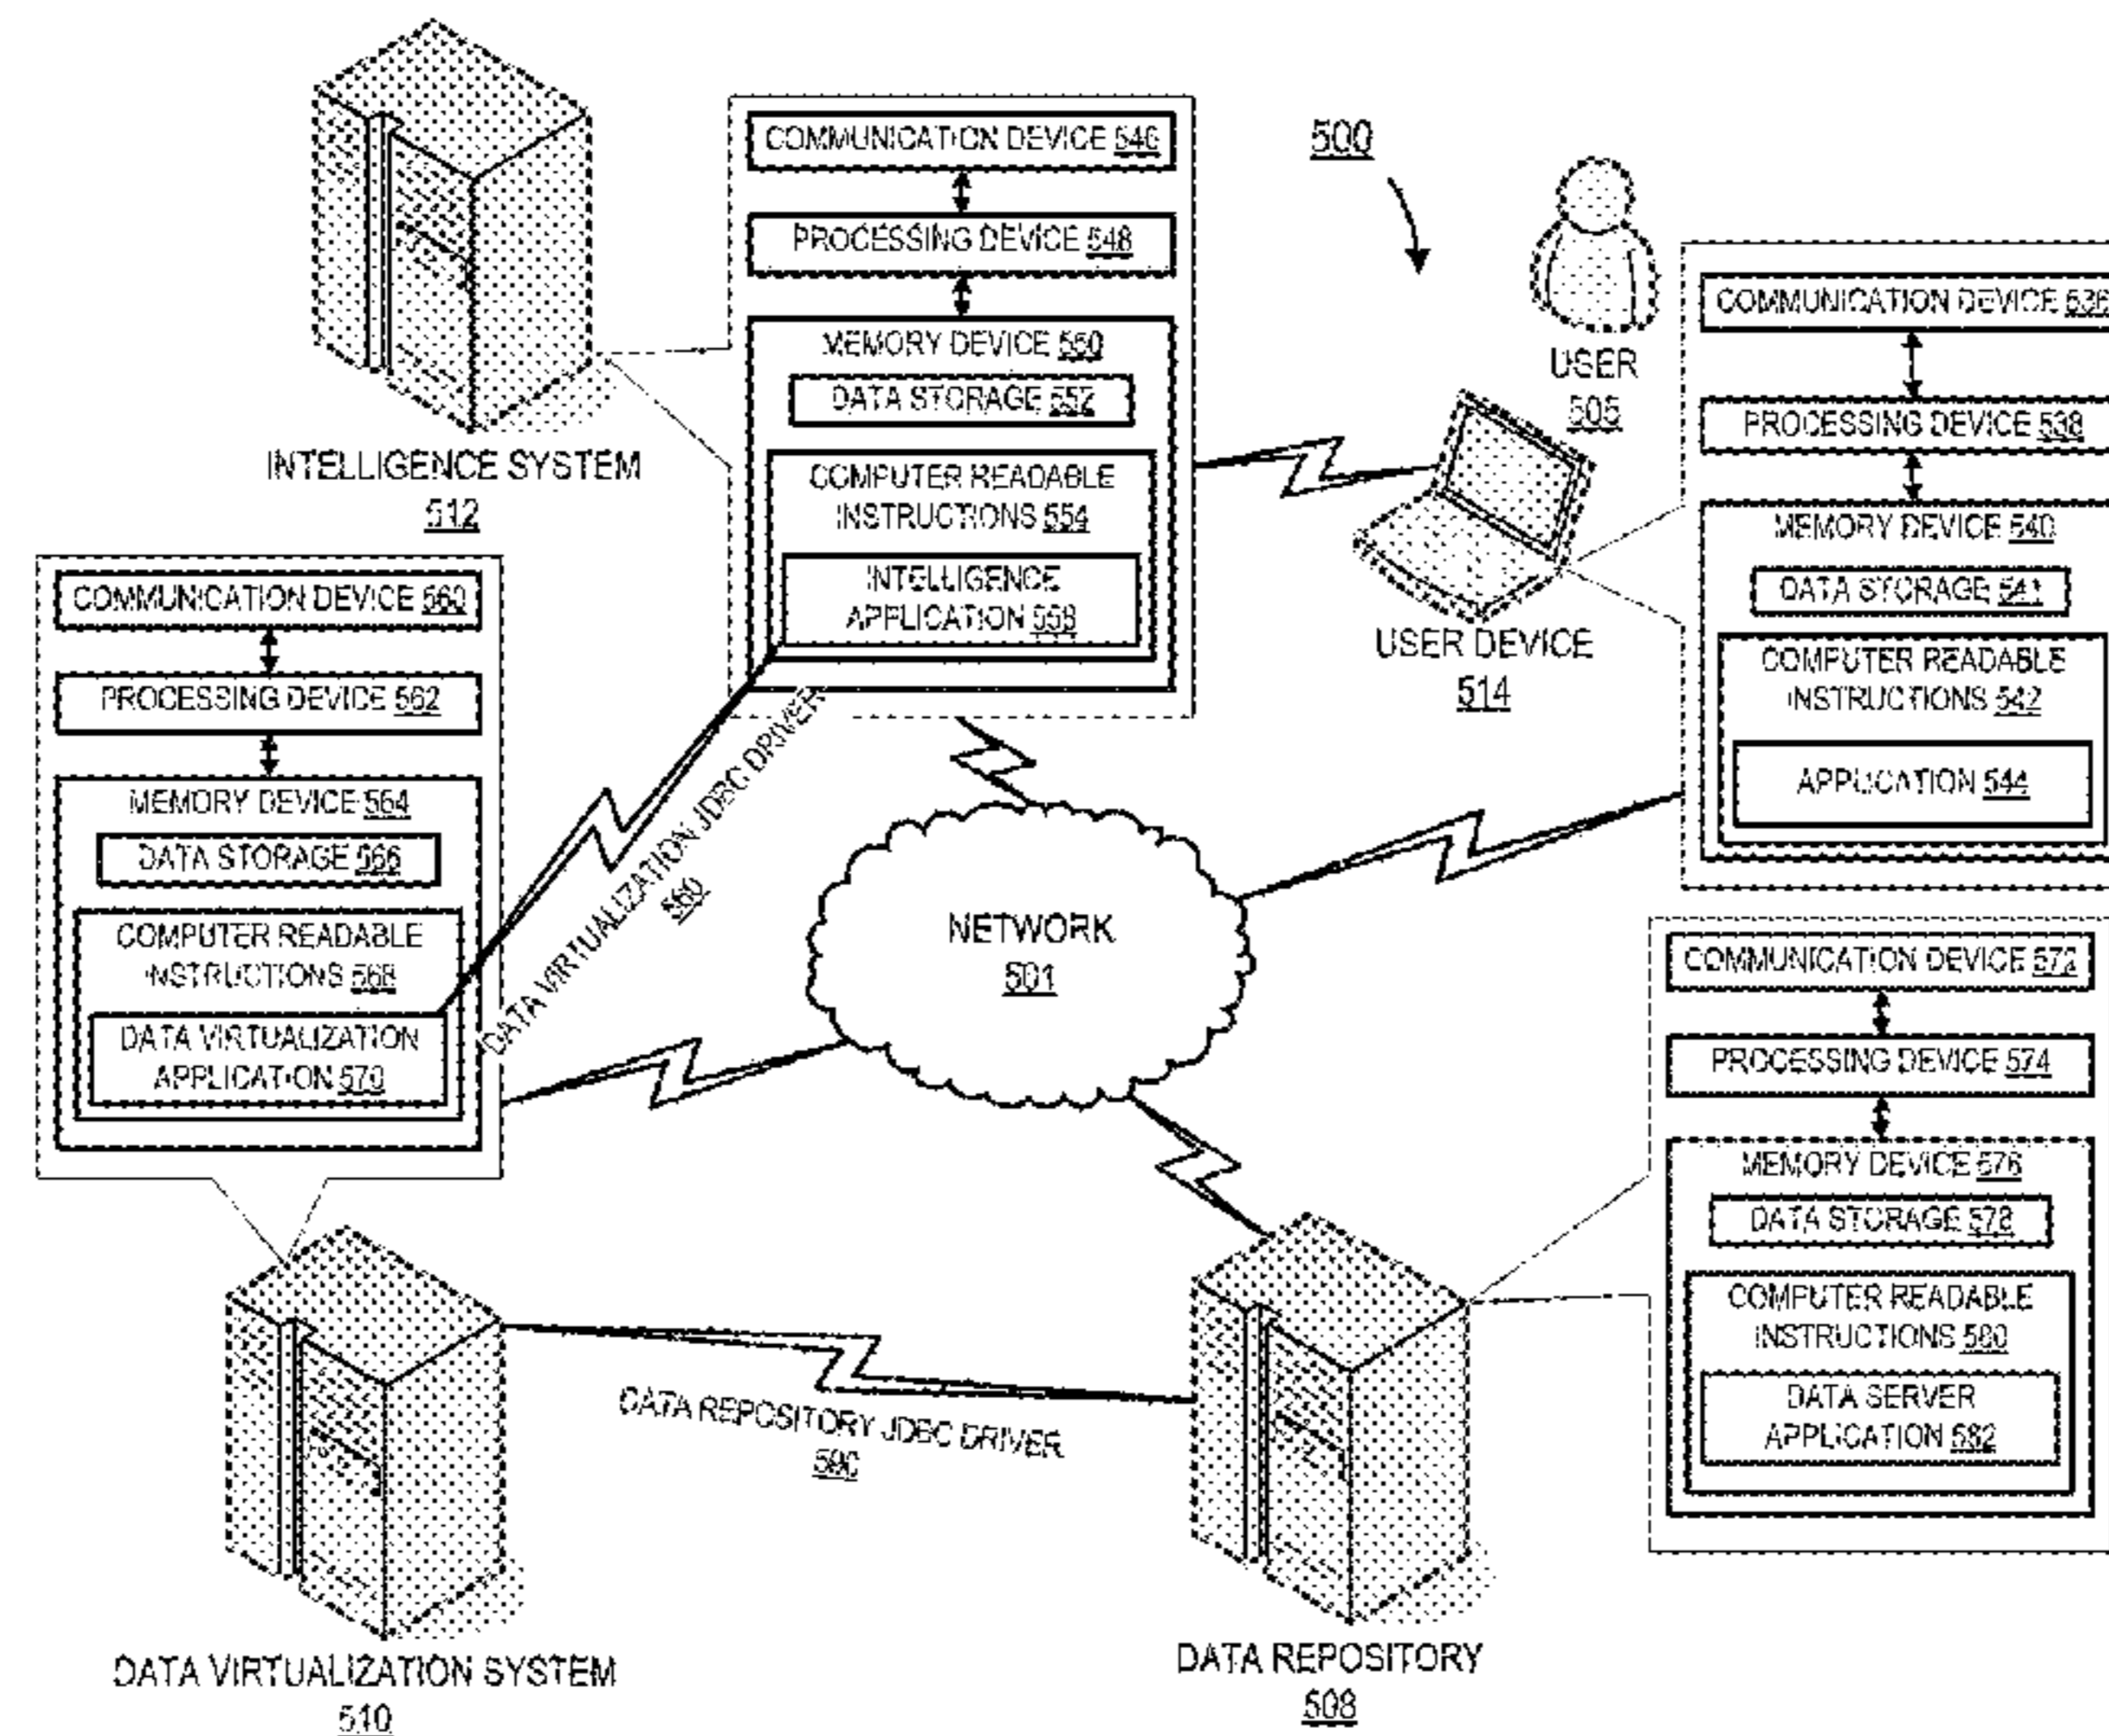 COMMUNICATION DEVICE 546
PROCESSING DEVICE 548
MEMORY DEVICE 550
DATA STORAGE 552
COMPUTER READABLE
INSTRUCTIONS 554
INTELLIGENCE
APPLICATION 558
INTELLIGENCE SYSTEM
512
500
USER
505
USER DEVICE
514
COMMUNICATION DEVICE 536
PROCESSING DEVICE 538
MEMORY DEVICE 540
DATA STORAGE 541
COMPUTER READABLE
INSTRUCTIONS 542
APPLICATION 544
COMMUNICATION DEVICE 560
PROCESSING DEVICE 562
MEMORY DEVICE 564
DATA STORAGE 566
COMPUTER READABLE
INSTRUCTIONS 568
DATA VIRTUALIZATION
APPLICATION 570
DATA VIRTUALIZATION JDBC DRIVER
560
NETWORK
501
COMMUNICATION DEVICE 572
PROCESSING DEVICE 574
MEMORY DEVICE 576
DATA STORAGE 578
COMPUTER READABLE
INSTRUCTIONS 580
DATA SERVER
APPLICATION 582
DATA REPOSITORY JDBC DRIVER
DATA VIRTUALIZATION SYSTEM
510
DATA REPOSITORY
508